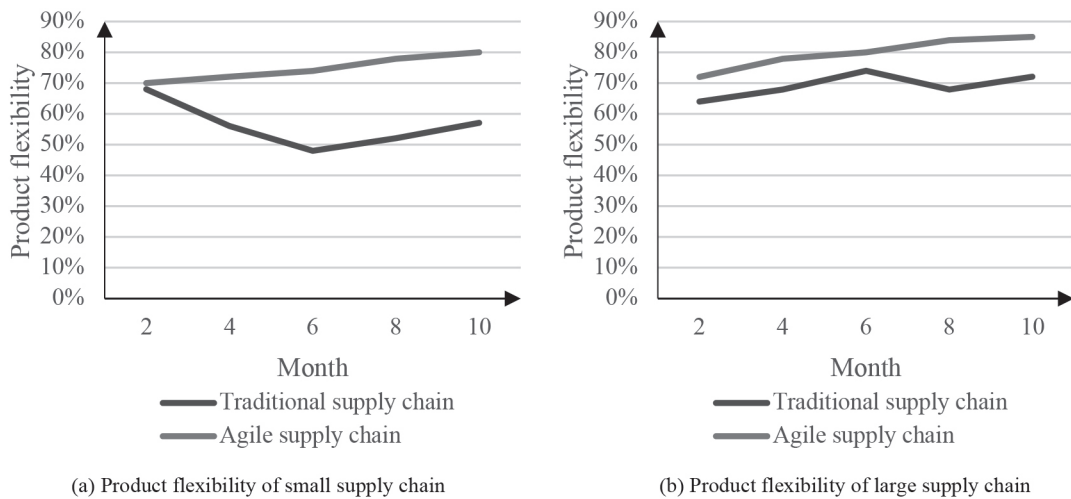 90%
80%
70%
60%
50%
40%
30%
20%
10%
0%
Product flexibility
2 4 6 8 10
Month
Traditional supply chain
Agile supply chain
(a) Product flexibility of small supply chain
90%
80%
70%
60%
50%
40%
30%
20%
10%
0%
Product flexibility
2 4 6 8 10
Month
Traditional supply chain
Agile supply chain
(b) Product flexibility of large supply chain